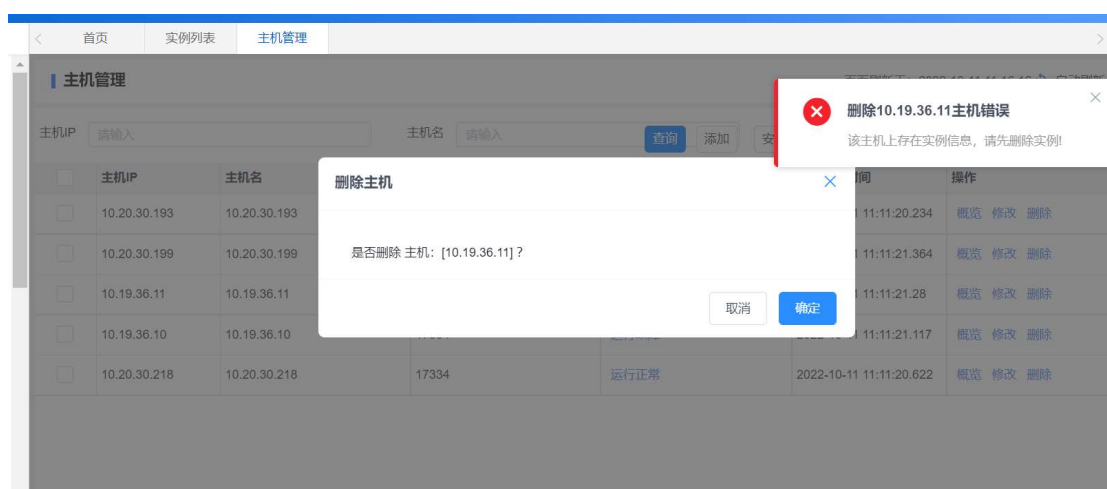 首页 实例列表 主机管理
主机管理
删除10.19.36.11主机错误
该主机上存在实例信息，请先删除实例!
主机IP 请输入 主机名 请输入 查询 添加 安
主机IP 主机名 间 操作
删除主机
10.20.30.193 10.20.30.193 1 11:11:20.234 概览 修改 删除
是否删除 主机：[10.19.36.11]？
10.20.30.199 10.20.30.199 1 11:11:21.364 概览 修改 删除
10.19.36.11 10.19.36.11 1 11:11:21.28 概览 修改 删除
取消 确定
10.19.36.10 10.19.36.10 11:11:21.117 概览 修改 删除
10.20.30.218 10.20.30.218 17334 运行正常 2022-10-11 11:11:20.622 概览 修改 删除